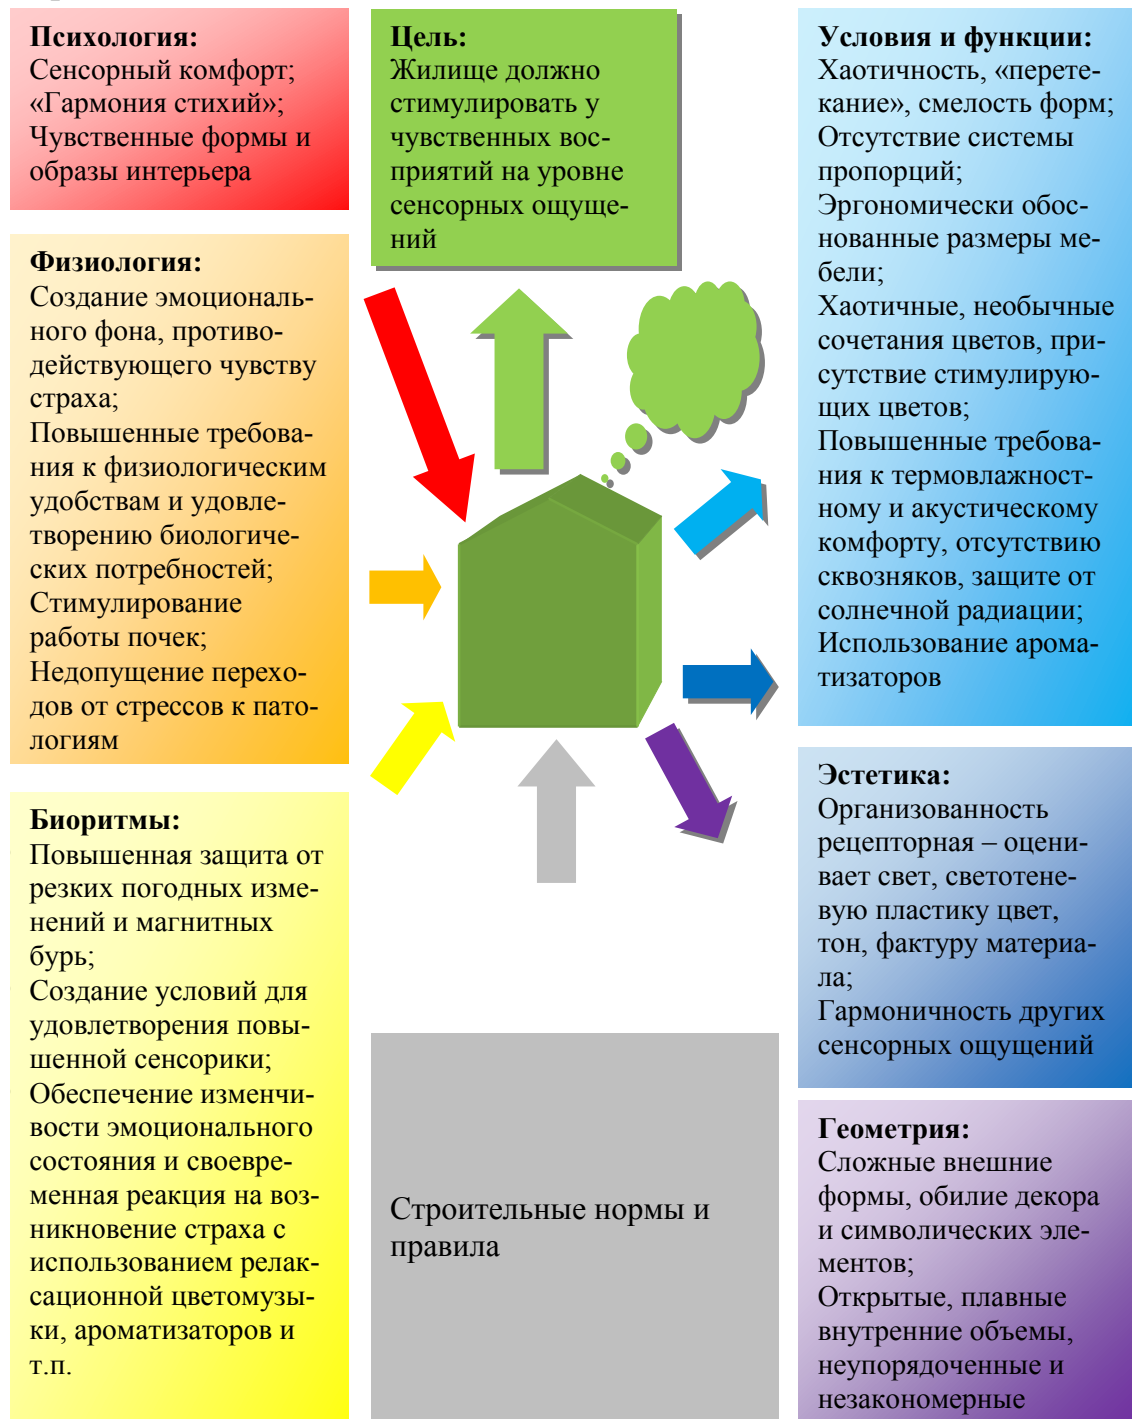 Психология:
Сенсорный комфорт;
«Гармония стихий»;
Чувственные формы и
образы интерьера
Физиология:
Создание эмоциональ-
ного фона, противо-
действующего чувству
страха;
Повышенные требова-
ния к физиологическим
удобствам и удовле-
творению биологиче-
ских потребностей;
Стимулирование
работы почек;
Недопущение перехо-
дов от стрессов к пато-
логиям
Биоритмы:
Повышенная защита от
резких погодных изме-
нений и магнитных
бурь;
Создание условий для
удовлетворения повы-
шенной сенсорики;
Обеспечение изменчи-
вости эмоционального
состояния и своевре-
менная реакция на воз-
никновение страха с
использованием релак-
сационной цветомузы-
ки, ароматизаторов и
т.п.
Цель:
Жилище должно
стимулировать у
чувственных вос-
приятий на уровне
сенсорных ощуще-
ний
Строительные нормы и
правила
Условия и функции:
Хаотичность, «перете-
кание», смелость форм;
Отсутствие системы
пропорций;
Эргономически обос-
нованные размеры ме-
бели;
Хаотичные, необычные
сочетания цветов, при-
сутствие стимулирую-
щих цветов;
Повышенные требова-
ния к термовлажност-
ному и акустическому
комфорту, отсутствию
сквозняков, защите от
солнечной радиации;
Использование арома-
тизаторов
Эстетика:
Организованность
рецепторная – оцени-
вает свет, светотене-
вую пластику цвет,
тон, фактуру материа-
ла;
Гармоничность других
сенсорных ощущений
Геометрия:
Сложные внешние
формы, обилие декора
и символических эле-
ментов;
Открытые, плавные
внутренние объемы,
неупорядоченные и
незакономерные